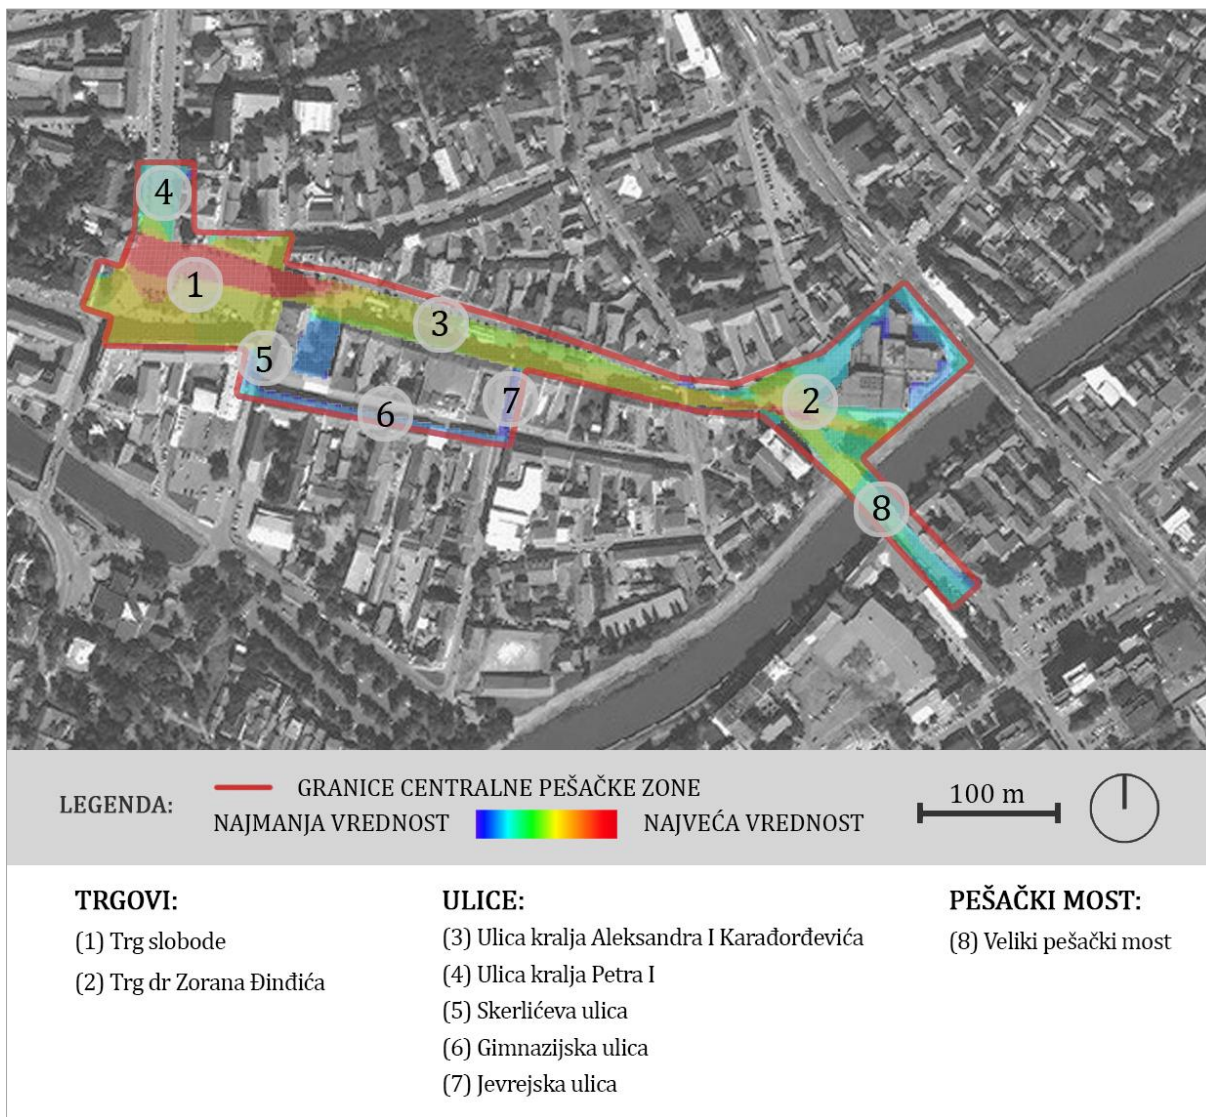 4
1
3
5
6
7
2
8
LEGENDA:
GRANICE CENTRALNE PEŠAČKE ZONE
NAJMANJA VREDNOST NAJVEĆA VREDNOST
100 m
TRGOVI:
(1) Trg slobode
(2) Trg dr Zorana Đinđića
ULICE:
(3) Ulica kralja Aleksandra I Karađorđevića
(4) Ulica kralja Petra I
(5) Skerlićeva ulica
(6) Gimnazijska ulica
(7) Jevrejska ulica
PEŠAČKI MOST:
(8) Veliki pešački most